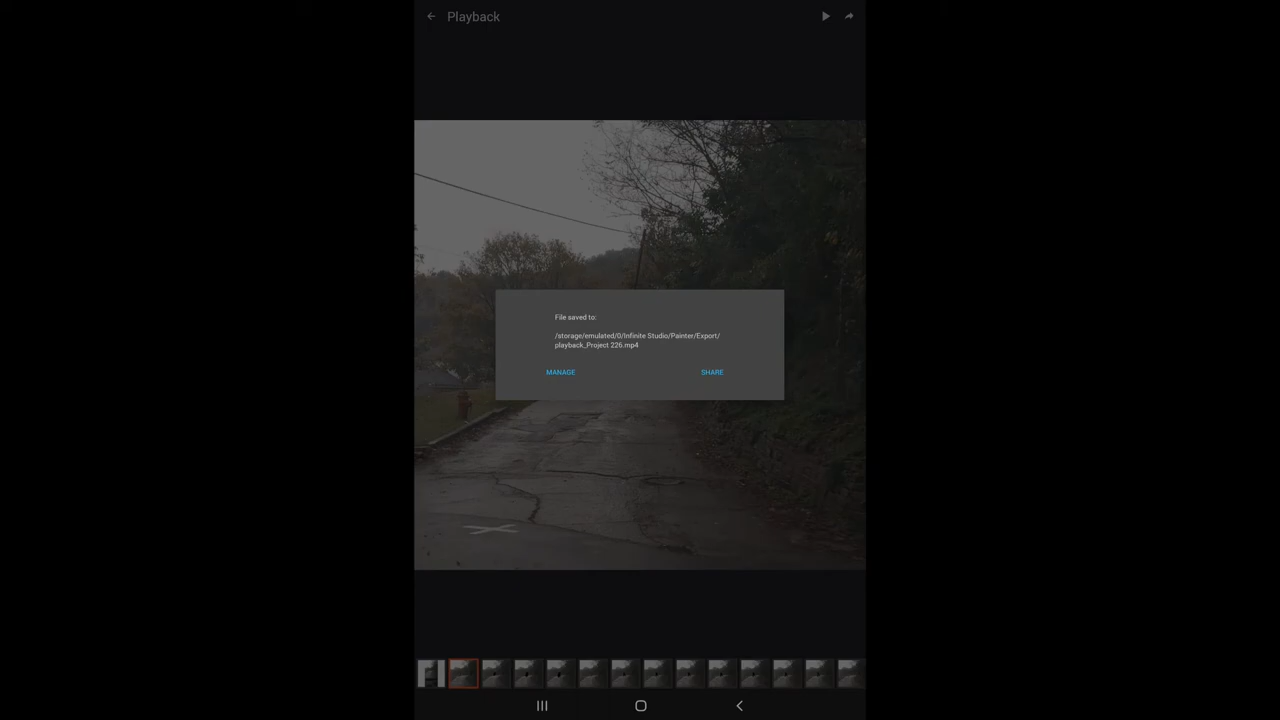 Playback
File saved to:
/storage/emulated/0/Infinite Studio/Painter/Export/
playback_Project 226.mp4
MANAGE
SHARE